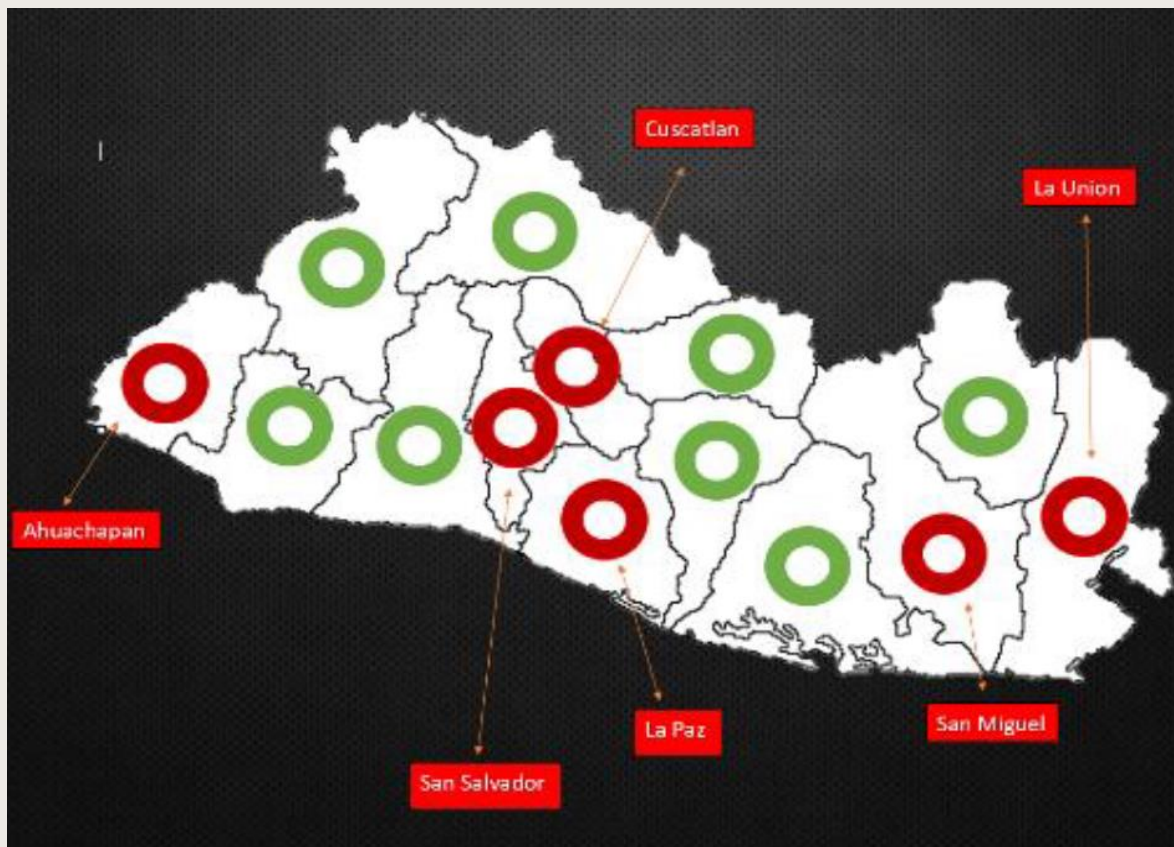 Cuscatlan
La Union
Ahuachapan
La Paz
San Miguel
San Salvador